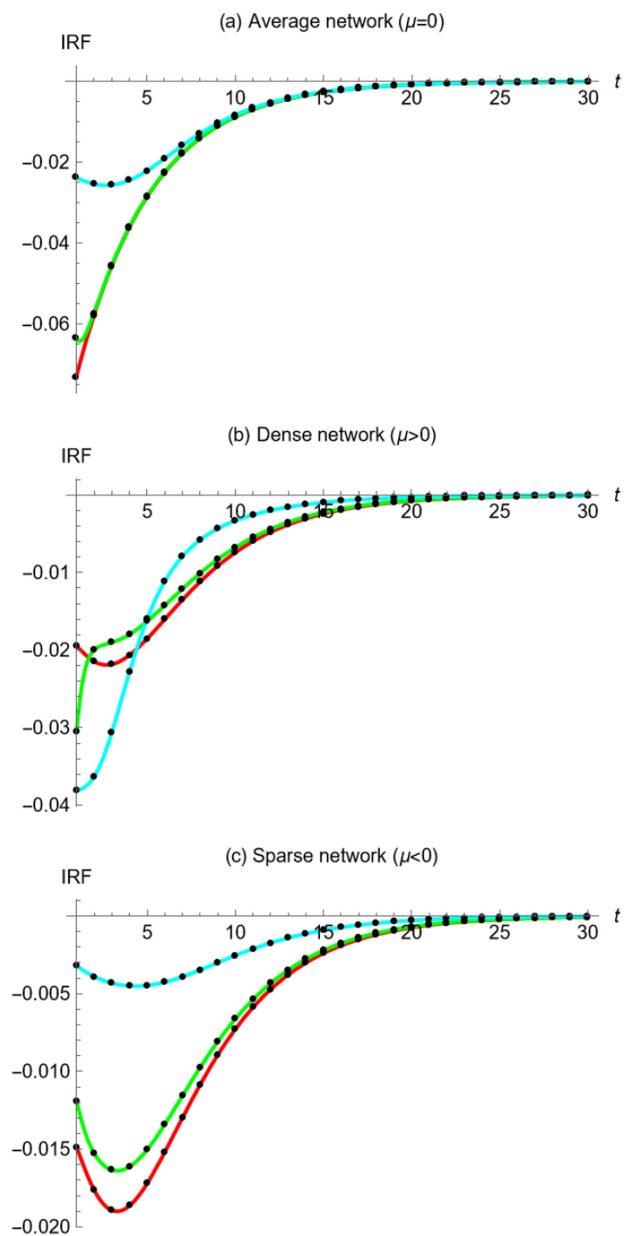 (a) Average network (μ=0)
IRF
t
5 10 15 20 25 30
−0.02
−0.04
−0.06
(b) Dense network (μ>0)
IRF
t
5 10 15 20 25 30
−0.01
−0.02
−0.03
−0.04
(c) Sparse network (μ<0)
IRF
t
5 10 15 20 25 30
−0.005
−0.010
−0.015
−0.020